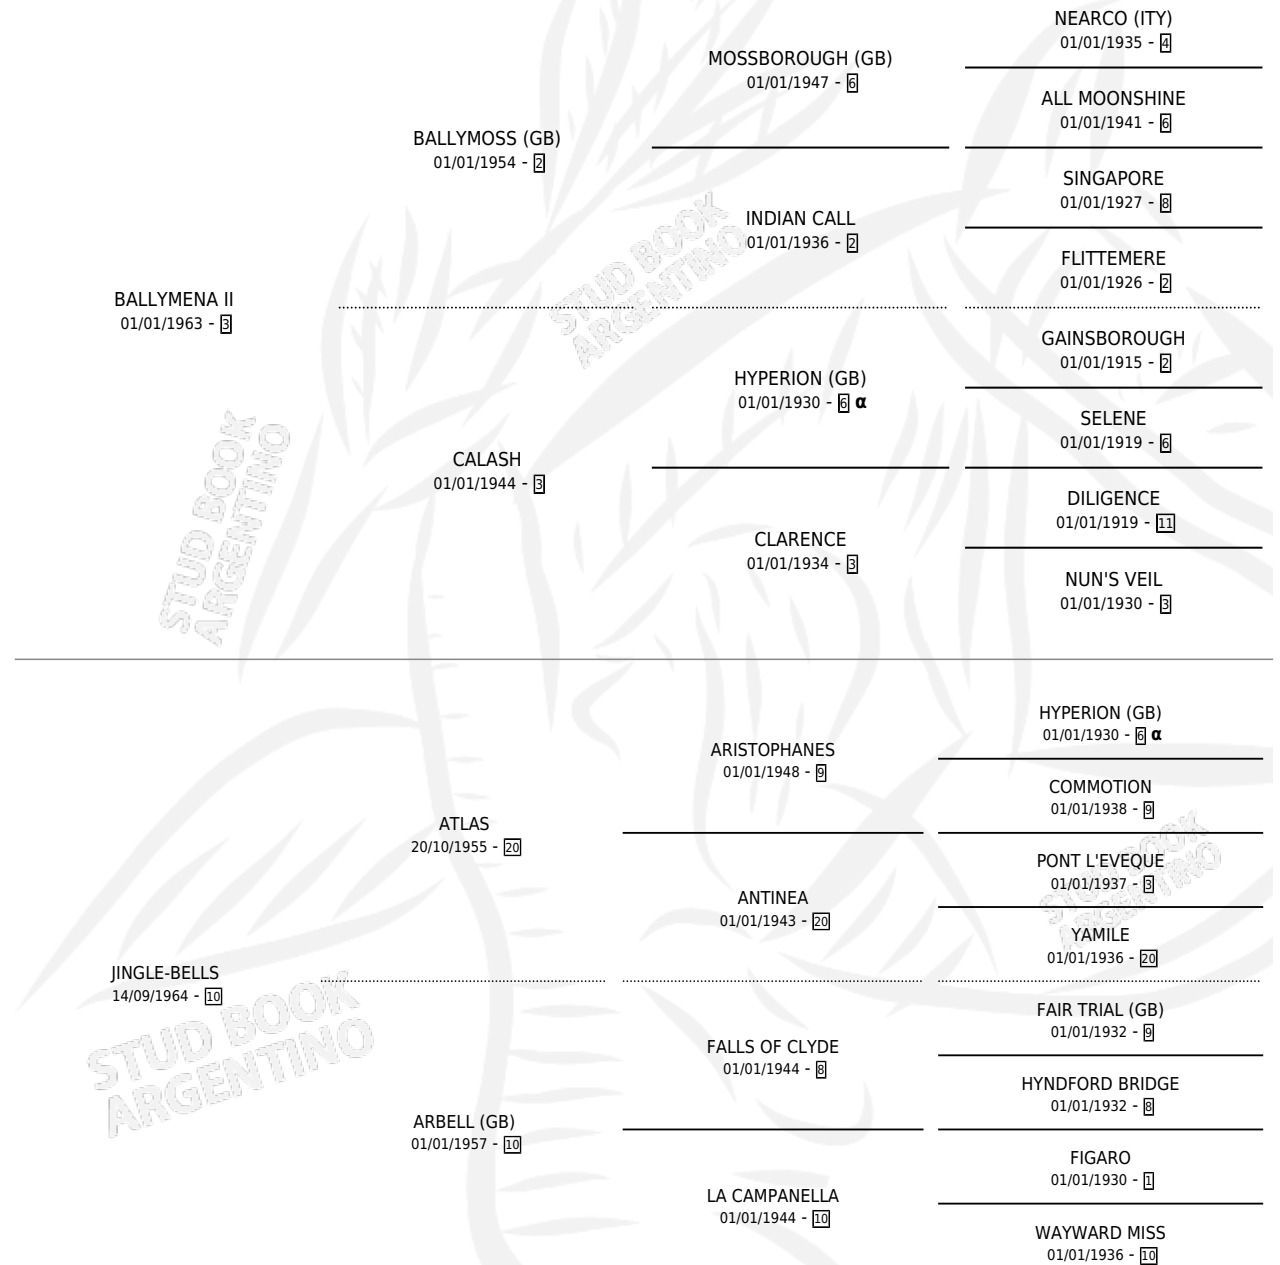 NEARCO (ITY)
01/01/1935 - 4
MOSSBOROUGH (GB)
01/01/1947 - 6
ALL MOONSHINE
01/01/1941 - 6
BALLYMOSS (GB)
01/01/1954 - 2
SINGAPORE
01/01/1927 - 8
INDIAN CALL
01/01/1936 - 2
FLITTEMERE
01/01/1926 - 2
BALLYMENA II
01/01/1963 - 3
GAINSBOROUGH
01/01/1915 - 2
HYPERION (GB)
01/01/1930 - 6 α
SELENE
01/01/1919 - 6
CALASH
01/01/1944 - 3
DILIGENCE
01/01/1919 - 11
CLARENCE
01/01/1934 - 3
NUN'S VEIL
01/01/1930 - 3
HYPERION (GB)
01/01/1930 - 6 α
ARISTOPHANES
01/01/1948 - 9
COMMOTION
01/01/1938 - 9
ATLAS
20/10/1955 - 20
PONT L'EVEQUE
01/01/1937 - 3
ANTINEA
01/01/1943 - 20
YAMILE
01/01/1936 - 20
JINGLE-BELLS
14/09/1964 - 10
FAIR TRIAL (GB)
01/01/1932 - 9
FALLS OF CLYDE
01/01/1944 - 8
HYNDFORD BRIDGE
01/01/1932 - 8
ARBELL (GB)
01/01/1957 - 10
FIGARO
01/01/1930 - 1
LA CAMPANELLA
01/01/1944 - 10
WAYWARD MISS
01/01/1936 - 10
STUD BOOK
ARGENTINO
STUD BOOK
ARGENTINO
STUD BOOK
ARGENTINO
STUD BOOK
ARGENTINO